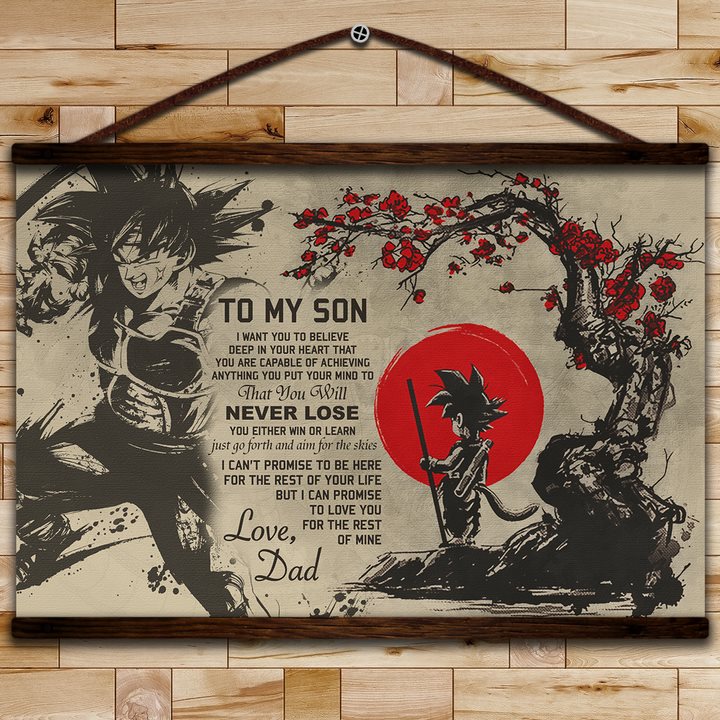 TO MY SON
I WANT YOU TO BELIEVE
DEEP IN YOUR HEART THAT
YOU ARE CAPABLE OF ACHIEVING
ANYTHING YOU PUT YOUR MIND TO
That You Will
NEVER LOSE
YOU EITHER WIN OR LEARN
just go forth and aim for the skies
I CAN'T PROMISE TO BE HERE
FOR THE REST OF YOUR LIFE
BUT I CAN PROMISE
TO LOVE YOU
FOR THE REST
OF MINE
Love,
Dad